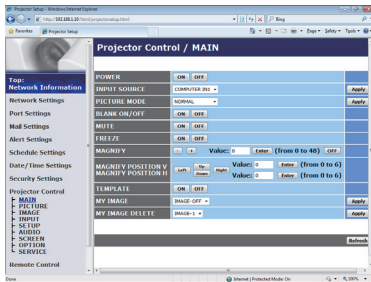 Projector Setup - Windows Internet Explorer
http://192.168.1.10/html/projectorsetup.html
Bing
Favorites
Projector Setup
Page
Safety
Tools
Projector Control / MAIN
Top:
Network Information
Network Settings
Port Settings
Mail Settings
Alert Settings
Schedule Settings
Date/Time Settings
Security Settings
Projector Control
MAIN
PICTURE
IMAGE
INPUT
SETUP
AUDIO
SCREEN
OPTION
SERVICE
Remote Control
POWER ON OFF
INPUT SOURCE COMPUTER IN1 Apply
PICTURE MODE NORMAL Apply
BLANK ON/OFF ON OFF
MUTE ON OFF
FREEZE ON OFF
MAGNIFY - + Value: 0 Enter (from 0 to 48) OFF
MAGNIFY POSITION V
MAGNIFY POSITION H
Left Up Down Right
Value: 0 Enter (from 0 to 6)
Value: 0 Enter (from 0 to 6)
TEMPLATE ON OFF
MY IMAGE IMAGE-OFF Apply
MY IMAGE DELETE IMAGE-1 Apply
Refresh
Done
Internet | Protected Mode: On
100%